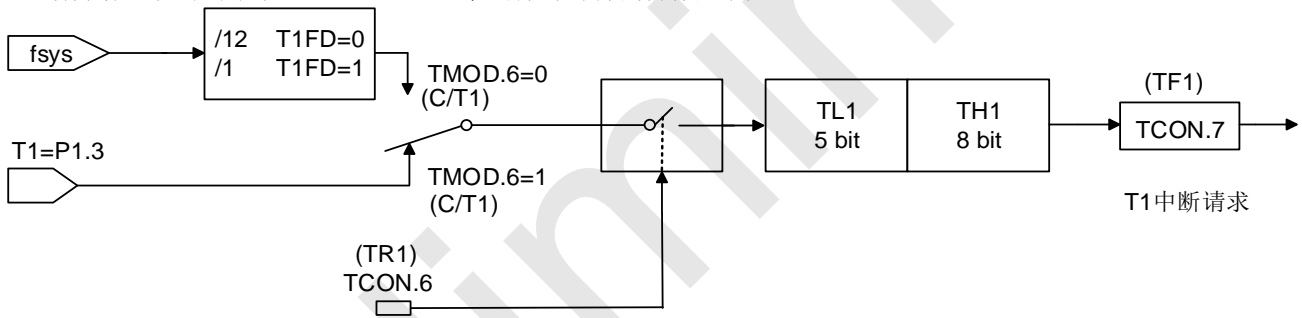 fsys
/12 T1FD=0
/1 T1FD=1
TMOD.6=0
(C/T1)
T1=P1.3
TMOD.6=1
(C/T1)
(TR1)
TCON.6
TL1
5 bit
TH1
8 bit
(TF1)
TCON.7
T1中断请求